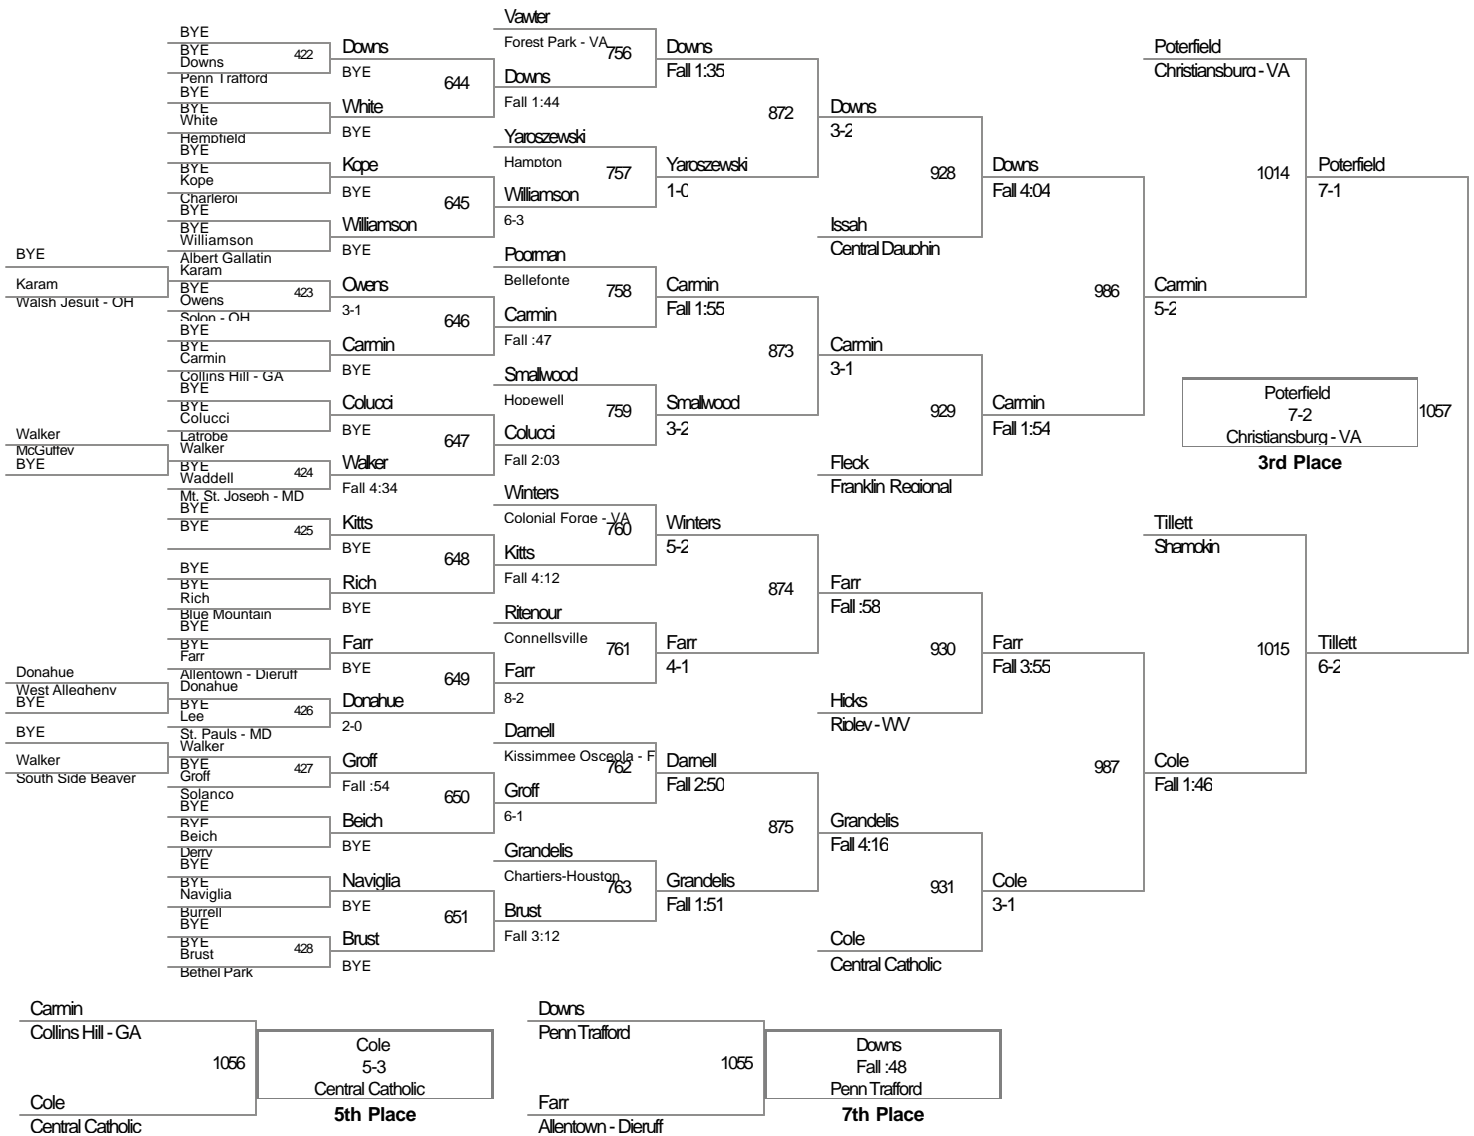 BYE
Karam
Walsh Jesuit - OH
Walker
McGuffey
BYE
Donahue
West Allegheny
BYE
BYE
Walker
South Side Beaver
BYE
BYE
Downs
422
Penn Trafford
BYE
BYE
White
Hempfield
BYE
BYE
Kope
Charleroi
BYE
BYE
Williamson
Albert Gallatin
Karam
BYE
Owens
423
Solon - OH
BYE
BYE
Carmin
Collins Hill - GA
BYE
BYE
Colucci
Latrobe
Walker
BYE
Waddell
424
Mt. St. Joseph - MD
BYE
BYE
425
BYE
BYE
Rich
Blue Mountain
BYE
BYE
Farr
Allentown - Dieruff
Donahue
BYE
Lee
426
St. Pauls - MD
Walker
BYE
Groff
427
Solanco
BYE
BYE
Beich
Derry
BYE
BYE
Naviglia
Burrell
BYE
BYE
Brust
428
Bethel Park
Downs
BYE
644
White
BYE
Kope
BYE
645
Williamson
BYE
Owens
3-1
646
Carmin
BYE
Colucci
BYE
647
Walker
Fall 4:34
Kitts
BYE
648
Rich
BYE
Farr
BYE
649
Donahue
2-0
Groff
Fall :54
650
Beich
BYE
Naviglia
BYE
651
Brust
BYE
Vawter
Forest Park - VA
756
Downs
Fall 1:44
Yaroszewski
Hampton
757
Williamson
6-3
Poorman
Bellefonte
758
Carmin
Fall :47
Smallwood
Hopewell
759
Colucci
Fall 2:03
Winters
Colonial Forge - VA
760
Kitts
Fall 4:12
Ritenour
Connellsville
761
Farr
8-2
Darnell
Kissimmee Osceola - F
762
Groff
6-1
Grandelis
Chartiers-Houston
763
Brust
Fall 3:12
Downs
Fall 1:35
872
Yaroszewski
1-0
Carmin
Fall 1:55
873
Smallwood
3-2
Winters
5-2
874
Farr
4-1
Darnell
Fall 2:50
875
Grandelis
Fall 1:51
Downs
3-2
928
Issah
Central Dauphin
Carmin
3-1
929
Fleck
Franklin Regional
Farr
Fall :58
930
Hicks
Ripley - WV
Grandelis
Fall 4:16
931
Cole
Central Catholic
Downs
Fall 4:04
986
Carmin
Fall 1:54
Farr
Fall 3:55
987
Cole
3-1
Poterfield
Christiansburg - VA
1014
Carmin
5-2
Tillett
Shamokin
1015
Cole
Fall 1:46
Poterfield
7-1
Poterfield
7-2
Christiansburg - VA
1057
3rd Place
Tillett
6-2
Carmin
Collins Hill - GA
1056
Cole
Central Catholic
Cole
5-3
Central Catholic
5th Place
Downs
Penn Trafford
1055
Farr
Allentown - Dieruff
Downs
Fall :48
Penn Trafford
7th Place